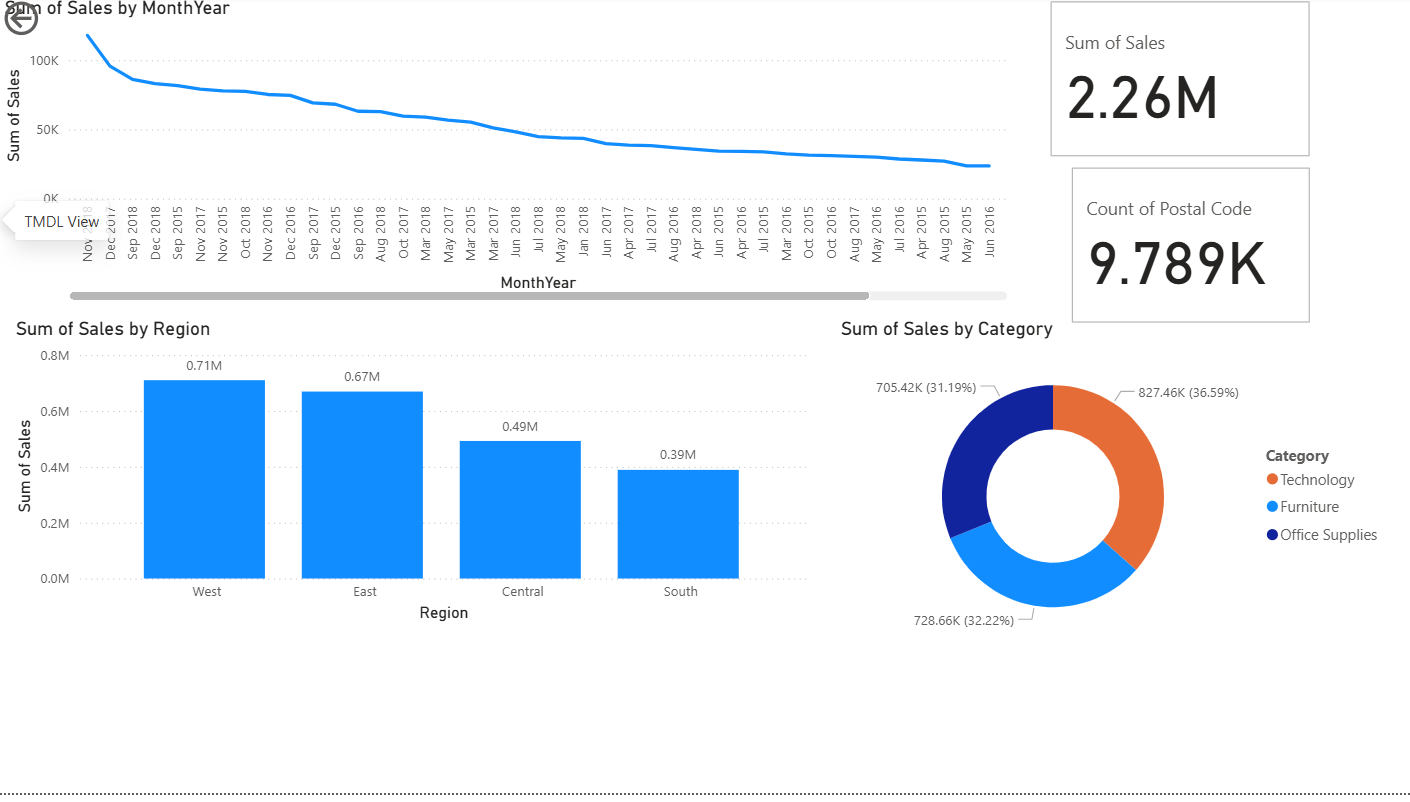 Sum of Sales by MonthYear
Sum of Sales
100K
50K
0K
Nov 2018
Dec 2017
Sep 2018
Dec 2018
Sep 2015
Nov 2017
Nov 2015
Oct 2018
Nov 2016
Dec 2016
Sep 2017
Dec 2015
Sep 2016
Aug 2018
Oct 2017
Mar 2018
May 2017
Mar 2015
Mar 2017
Jun 2018
Jul 2018
May 2018
Jan 2018
Jun 2017
Apr 2017
Jul 2017
Aug 2016
Apr 2018
Jun 2015
Apr 2016
Jul 2015
Mar 2016
Oct 2015
Oct 2016
Aug 2017
May 2016
Jul 2016
Apr 2015
Aug 2015
May 2015
Jun 2016
MonthYear
TMDL View
Sum of Sales
2.26M
Count of Postal Code
9.789K
Sum of Sales by Region
Sum of Sales
0.8M
0.6M
0.4M
0.2M
0.0M
0.71M
0.67M
0.49M
0.39M
West
East
Central
South
Region
Sum of Sales by Category
705.42K (31.19%)
827.46K (36.59%)
728.66K (32.22%)
Category
Technology
Furniture
Office Supplies